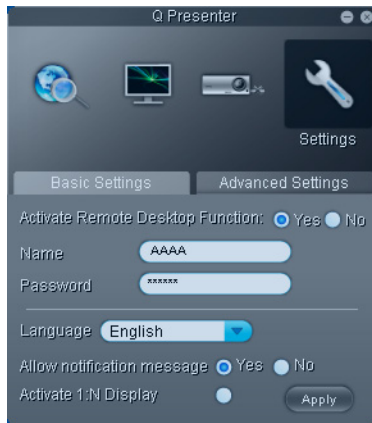 Q Presenter
Settings
Basic Settings Advanced Settings
Activate Remote Desktop Function: Yes No
Name AAAA
Password ******
Language English
Allow notification message Yes No
Activate 1:N Display Apply